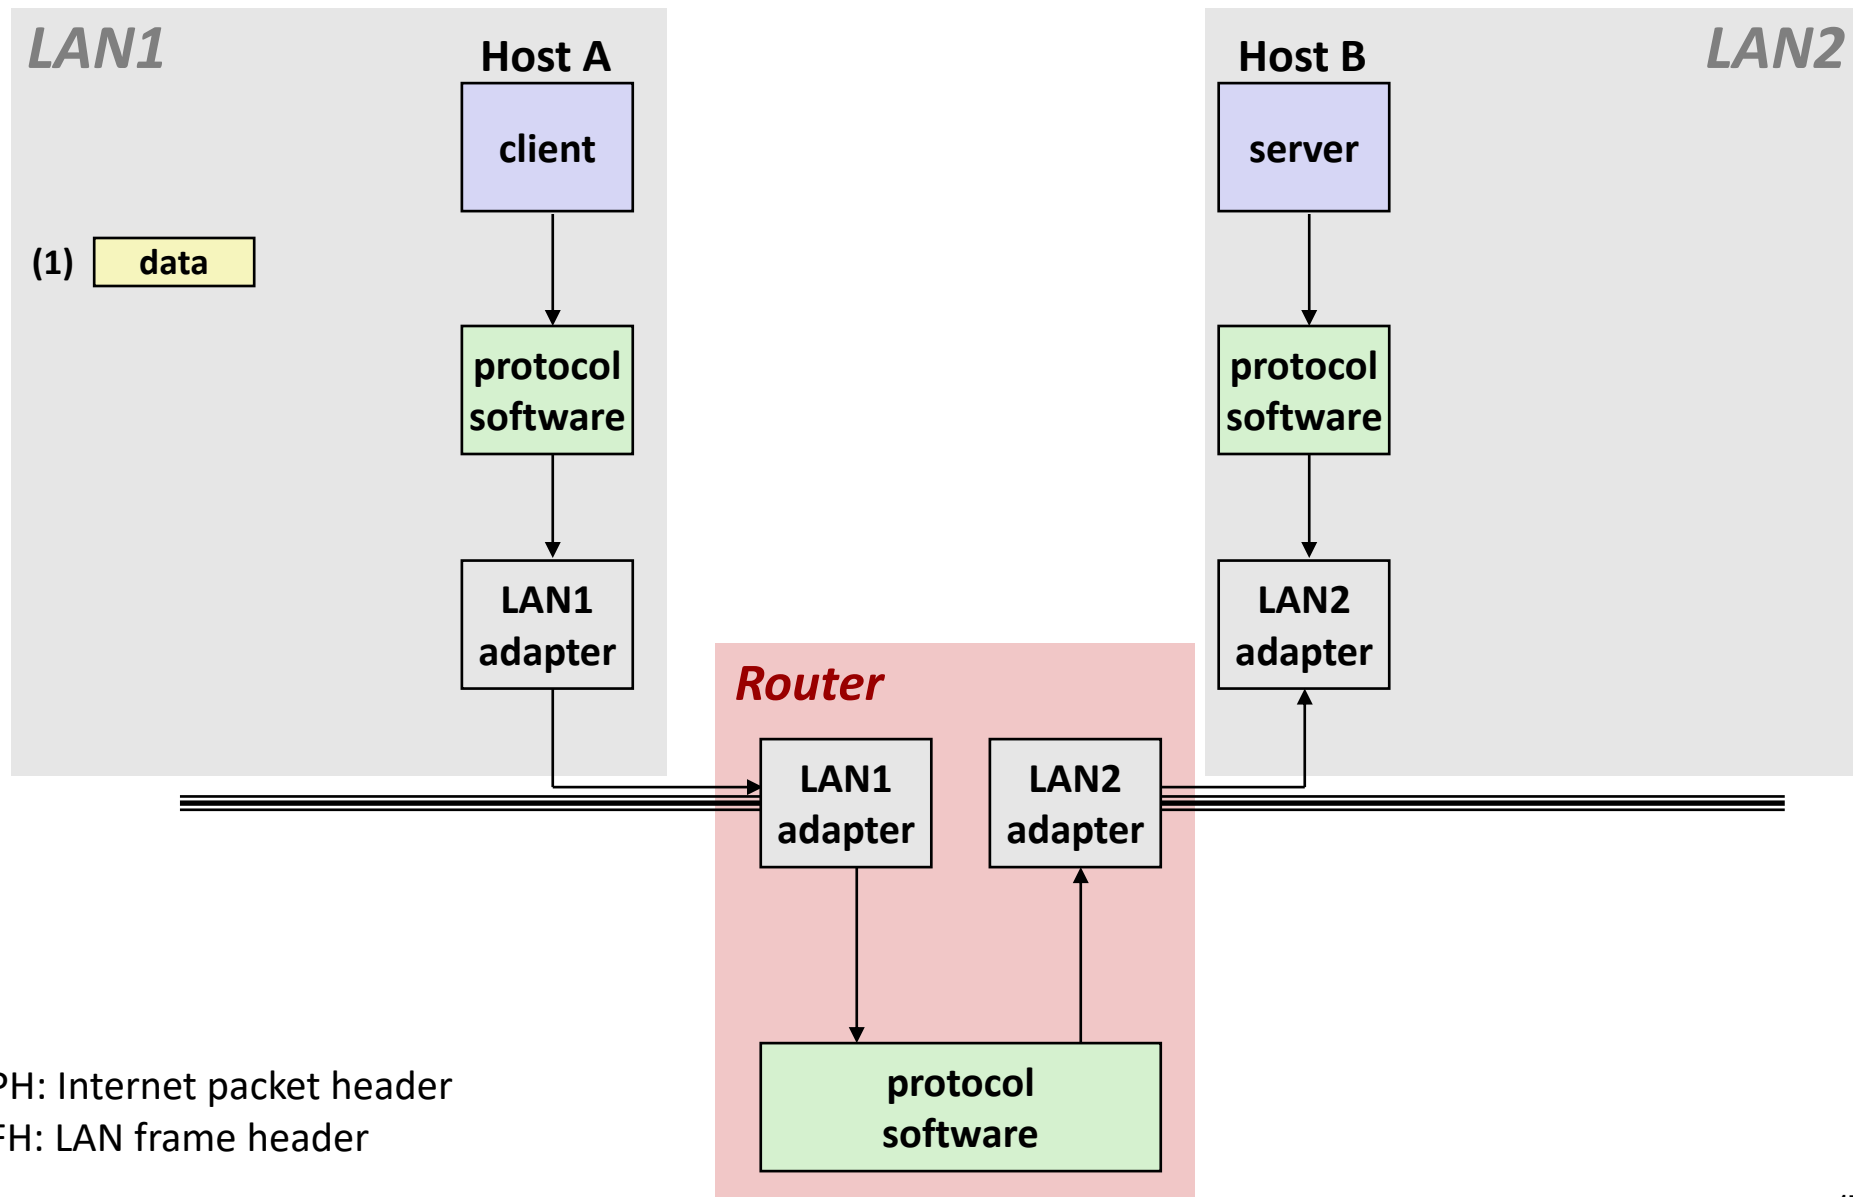 LAN1
Host A
Host B
LAN2
client
server
(1) data
protocol
software
protocol
software
LAN1
adapter
LAN2
adapter
Router
LAN1
adapter
LAN2
adapter
PH: Internet packet header
FH: LAN frame header
protocol
software